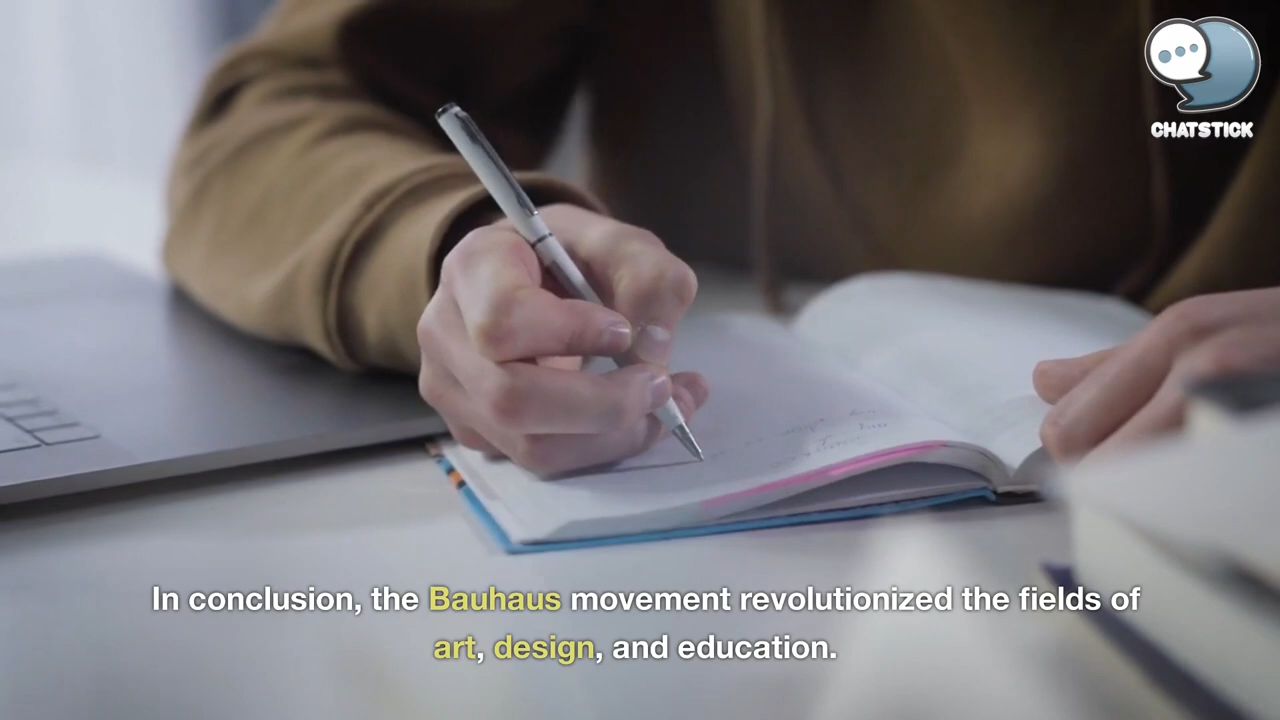 CHATSTICK
In conclusion, the Bauhaus movement revolutionized the fields of
art, design, and education.